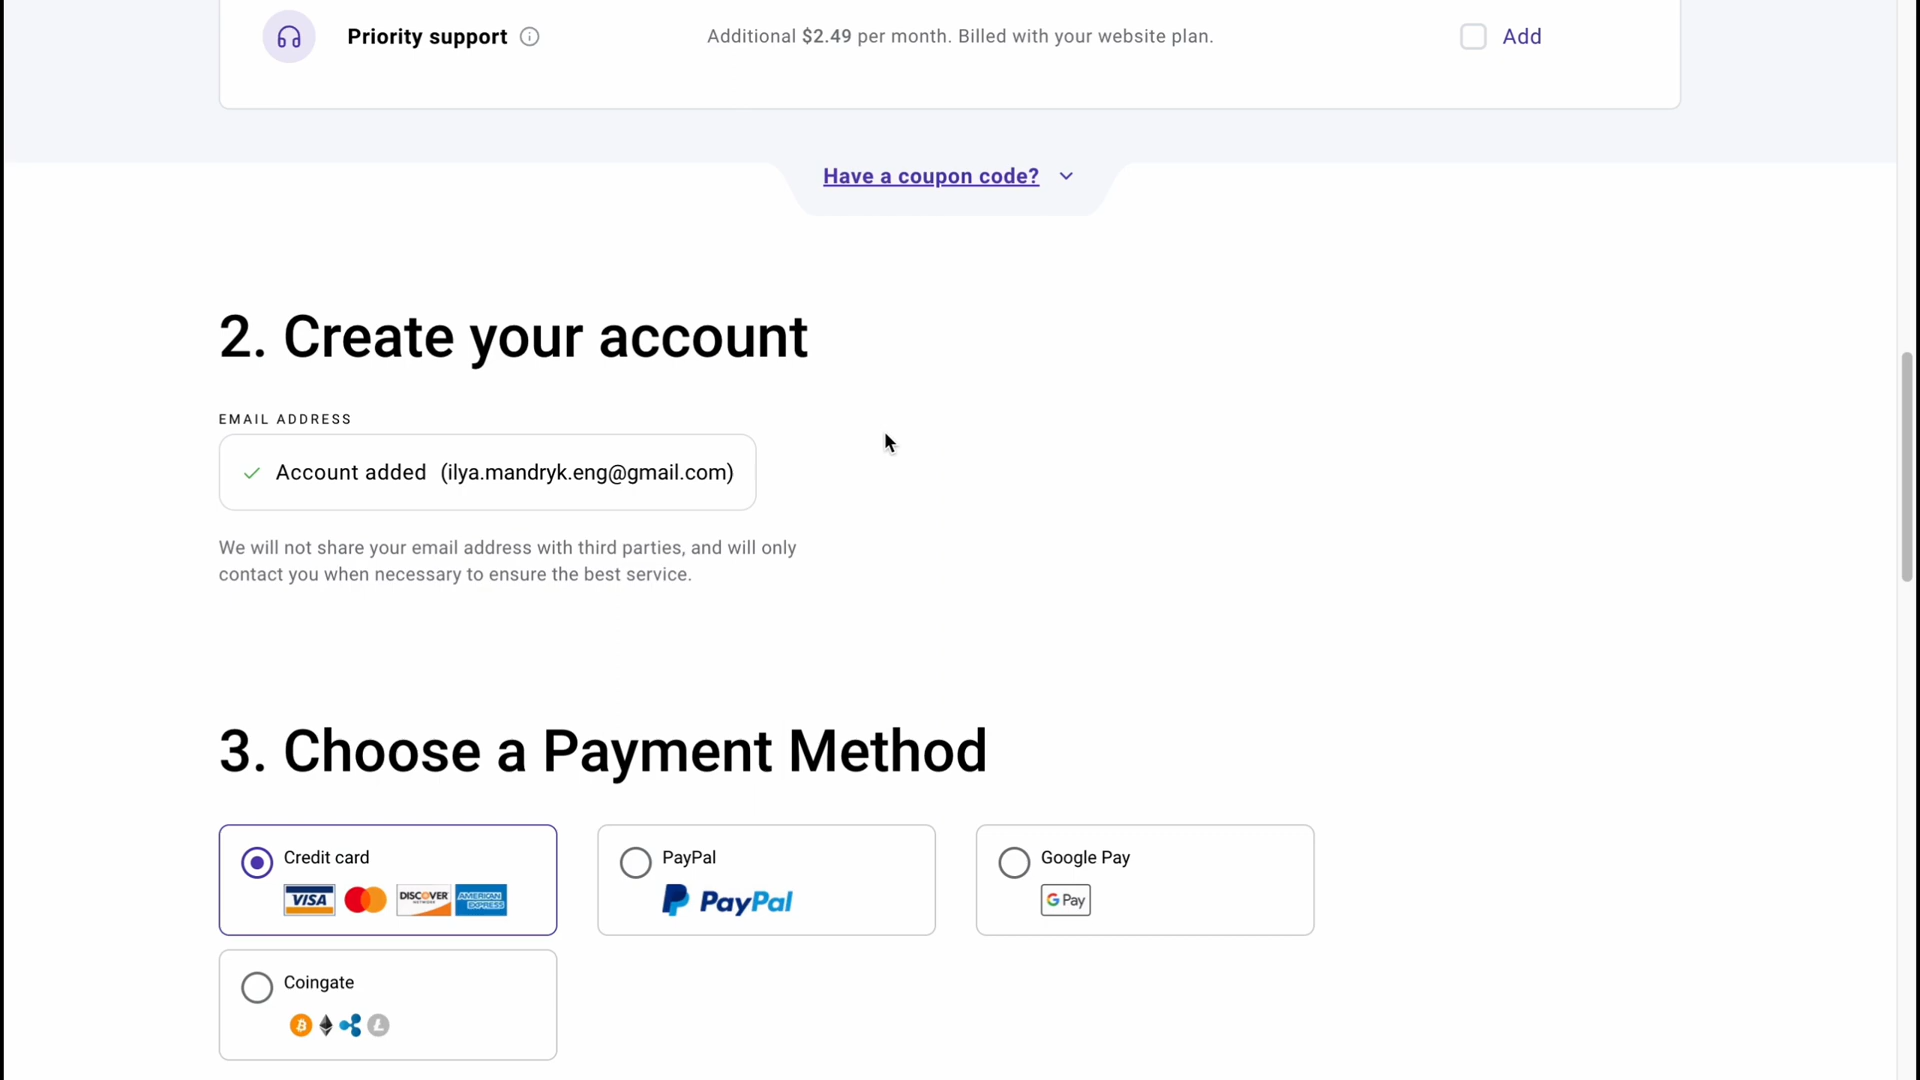 Priority support
Additional $2.49 per month. Billed with your website plan.
Add
Have a coupon code?
2. Create your account
EMAIL ADDRESS
Account added (ilya.mandryk.eng@gmail.com)
We will not share your email address with third parties, and will only
contact you when necessary to ensure the best service.
3. Choose a Payment Method
Credit card
VISA
DISCOVER
NETWORK
AMERICAN
EXPRESS
PayPal
PayPal
Google Pay
G Pay
Coingate